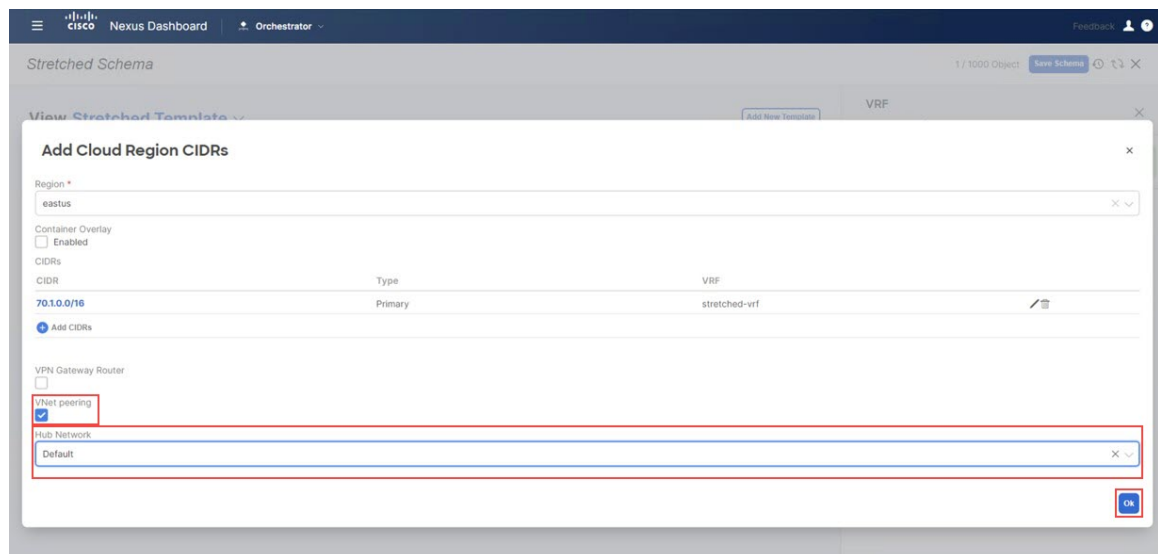 cisco Nexus Dashboard Orchestrator Feedback
Stretched Schema 1 / 1000 Object Save Schema
View Stretched Template Add New Template VRF
Add Cloud Region CIDRs
Region *
eastus
Container Overlay
Enabled
CIDRs
CIDR Type VRF
70.1.0.0/16 Primary stretched-vrf
Add CIDRs
VPN Gateway Router
VNet peering
Hub Network
Default
Ok